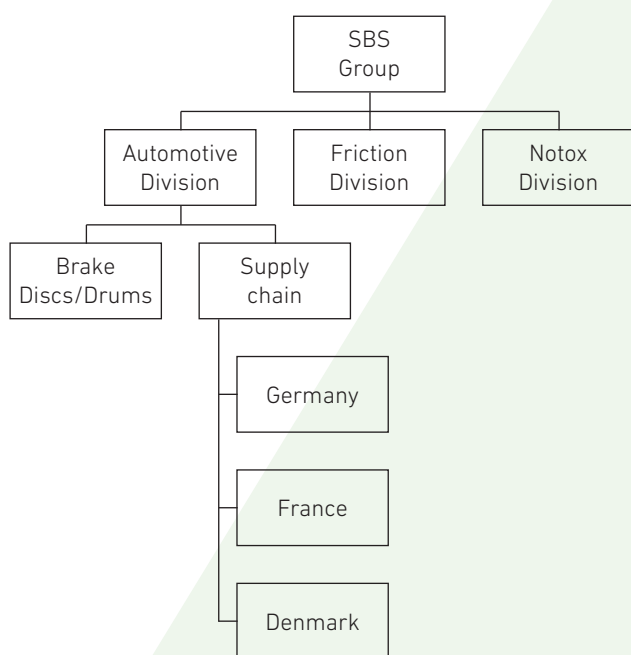 SBS
Group
Automotive
Division
Friction
Division
Notox
Division
Brake
Discs/Drums
Supply
chain
Germany
France
Denmark